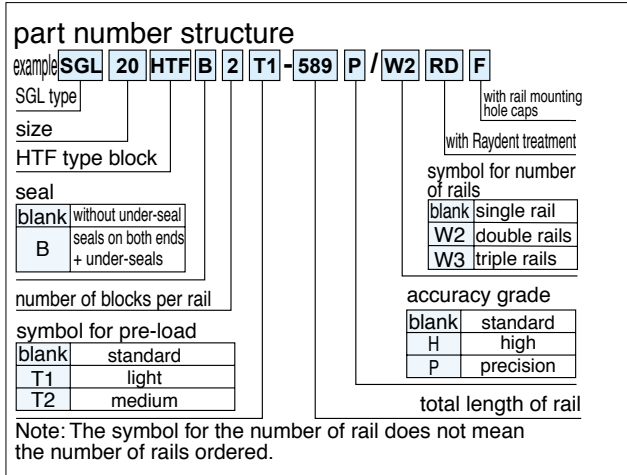 part number structure
example SGL 20 HTF B 2 T1 - 589 P / W2 RD F
SGL type
with rail mounting
hole caps
size
with Raydent treatment
HTF type block
symbol for number
of rails
blank single rail
W2 double rails
W3 triple rails
seal
blank without under-seal
B seals on both ends
+ under-seals
number of blocks per rail
accuracy grade
blank standard
H high
P precision
symbol for pre-load
blank standard
T1 light
T2 medium
total length of rail
Note: The symbol for the number of rail does not mean
the number of rails ordered.